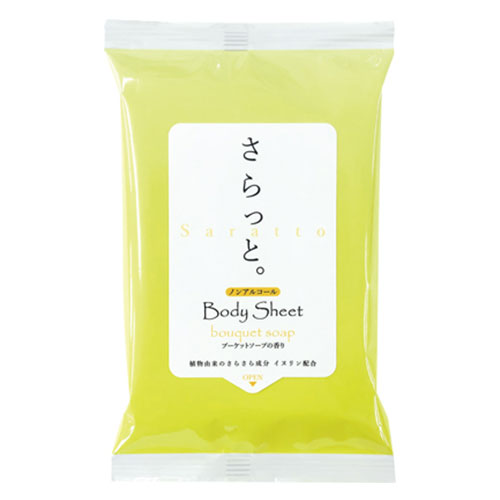 さらっと。
Saratto
ノンアルコール
Body Sheet
bouquet soap
ブーケットソープの香り
植物由来のさらさら成分 イヌリン配合
OPEN